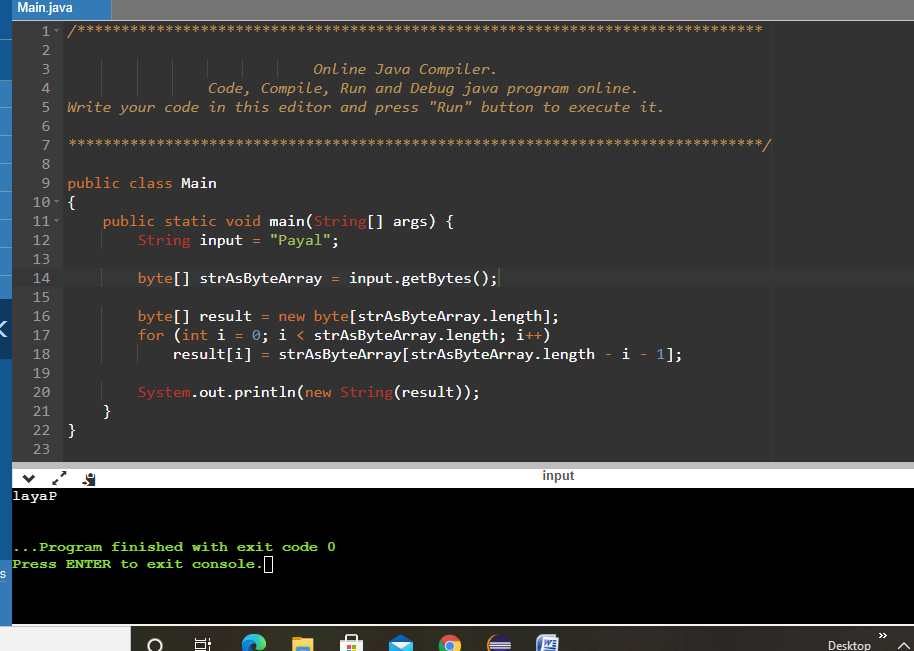 Main.java
1 /******************************************************************************
2
3 Online Java Compiler.
4 Code, Compile, Run and Debug java program online.
5 Write your code in this editor and press "Run" button to execute it.
6
7 *******************************************************************************/
8
9 public class Main
10 {
11 public static void main(String[] args) {
12 String input = "Payal";
13
14 byte[] strAsByteArray = input.getBytes();
15
16 byte[] result = new byte[strAsByteArray.length];
17 for (int i = 0; i < strAsByteArray.length; i++)
18 result[i] = strAsByteArray[strAsByteArray.length - i - 1];
19
20 System.out.println(new String(result));
21 }
22 }
23
input
layaP
...Program finished with exit code 0
Press ENTER to exit console.
s
Desktop